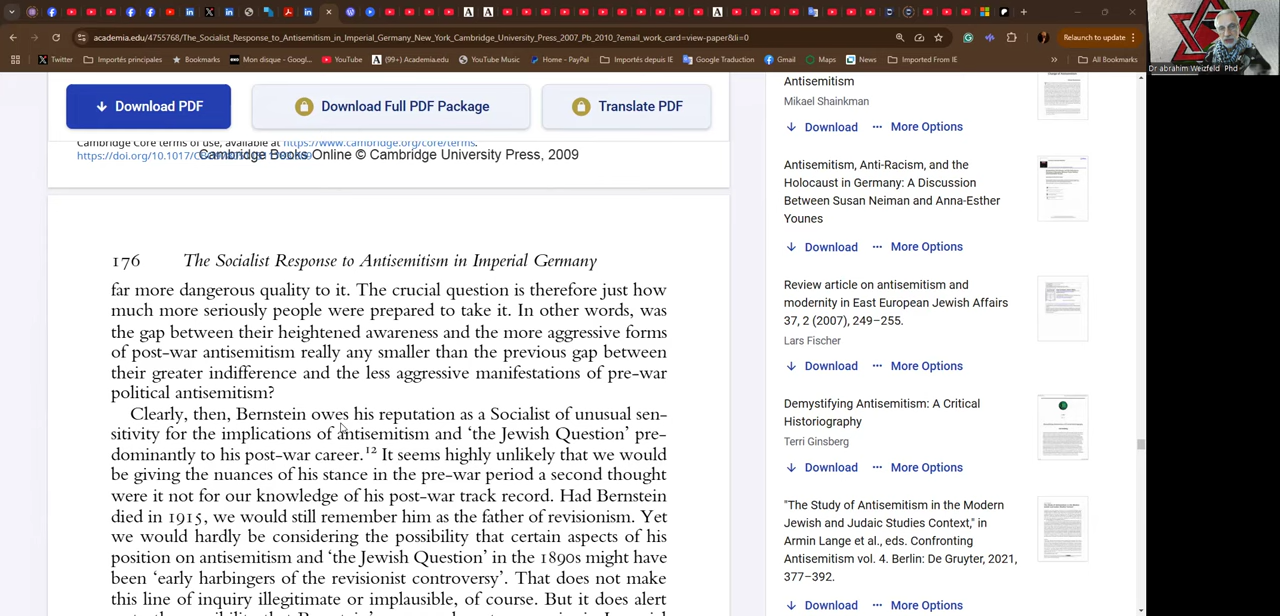 academia.edu/4755768/The_Socialist_Response_to_Antisemitism_in_Imperial_Germany_New_York_Cambridge_University_Press_2007_Pb_2010_?email_work_card=view-paper&li=0
Relaunch to update
Twitter
Importés principales
Bookmarks
Mon disque - Googl...
YouTube
(99+) Academia.edu
YouTube Music
Home - PayPal
Importés depuis IE
Google Traduction
Gmail
Maps
News
Imported From IE
All Bookmarks
Dr abrahim Weizfeld Phd
Download PDF
Download Full PDF Package
Translate PDF
Cambridge Core terms of use, available at https://www.cambridge.org/core/terms.
https://doi.org/10.1017/
Cambridge Books Online © Cambridge University Press, 2009
176 The Socialist Response to Antisemitism in Imperial Germany
far more dangerous quality to it. The crucial question is therefore just how
much more seriously people were prepared to take it. In other words, was
the gap between their heightened awareness and the more aggressive forms
of post-war antisemitism really any smaller than the previous gap between
their greater indifference and the less aggressive manifestations of pre-war
political antisemitism?
Clearly, then, Bernstein owes his reputation as a Socialist of unusual sen-
sitivity for the implications of antisemitism and ‘the Jewish Question’ pre-
dominantly to his post-war career.12 It seems highly unlikely that we would
be giving the nuances of his stance in the pre-war period a second thought
were it not for our knowledge of his post-war track record. Had Bernstein
died in 1915, we would still remember him as the father of revisionism. Yet
we would hardly be considering the possibility that certain aspects of his
position on antisemitism and ‘the Jewish Question’ in the 1890s might have
been ‘early harbingers of the revisionist controversy’. That does not make
this line of inquiry illegitimate or implausible, of course. But it does alert
Antisemitism
Mikael Shainkman
Download
More Options
Antisemitism, Anti-Racism, and the
Holocaust in Germany: A Discussion
Between Susan Neiman and Anna-Esther
Younes
Download
More Options
Review article on antisemitism and
modernity in East European Jewish Affairs
37, 2 (2007), 249–255.
Lars Fischer
Download
More Options
Demystifying Antisemitism: A Critical
Historiography
Terri Ginsberg
Download
More Options
"The Study of Antisemitism in the Modern
Jewish and Judaic Studies Context," in
Armin Lange et al., eds. Confronting
Antisemitism vol. 4. Berlin: De Gruyter, 2021,
377–392.
Download
More Options